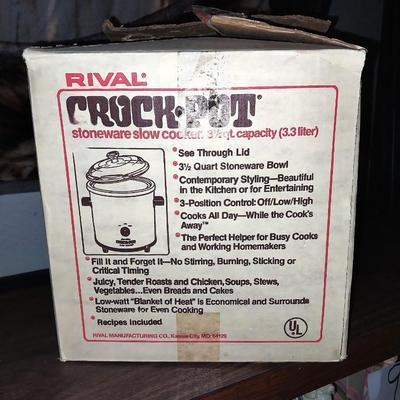 RIVAL®
CROCK·POT®
stoneware slow cooker. 3½ qt. capacity (3.3 liter)
• See Through Lid
• 3½ Quart Stoneware Bowl
• Contemporary Styling—Beautiful
in the Kitchen or for Entertaining
• 3-Position Control: Off/Low/High
• Cooks All Day—While the Cook's
Away™
• The Perfect Helper for Busy Cooks
and Working Homemakers
• Fill It and Forget It—No Stirring, Burning, Sticking or
Critical Timing
• Juicy, Tender Roasts and Chicken, Soups, Stews,
Vegetables...Even Breads and Cakes
• Low-watt "Blanket of Heat" is Economical and Surrounds
Stoneware for Even Cooking
• Recipes Included
UL
RIVAL MANUFACTURING CO., Kansas City, MO. 64129